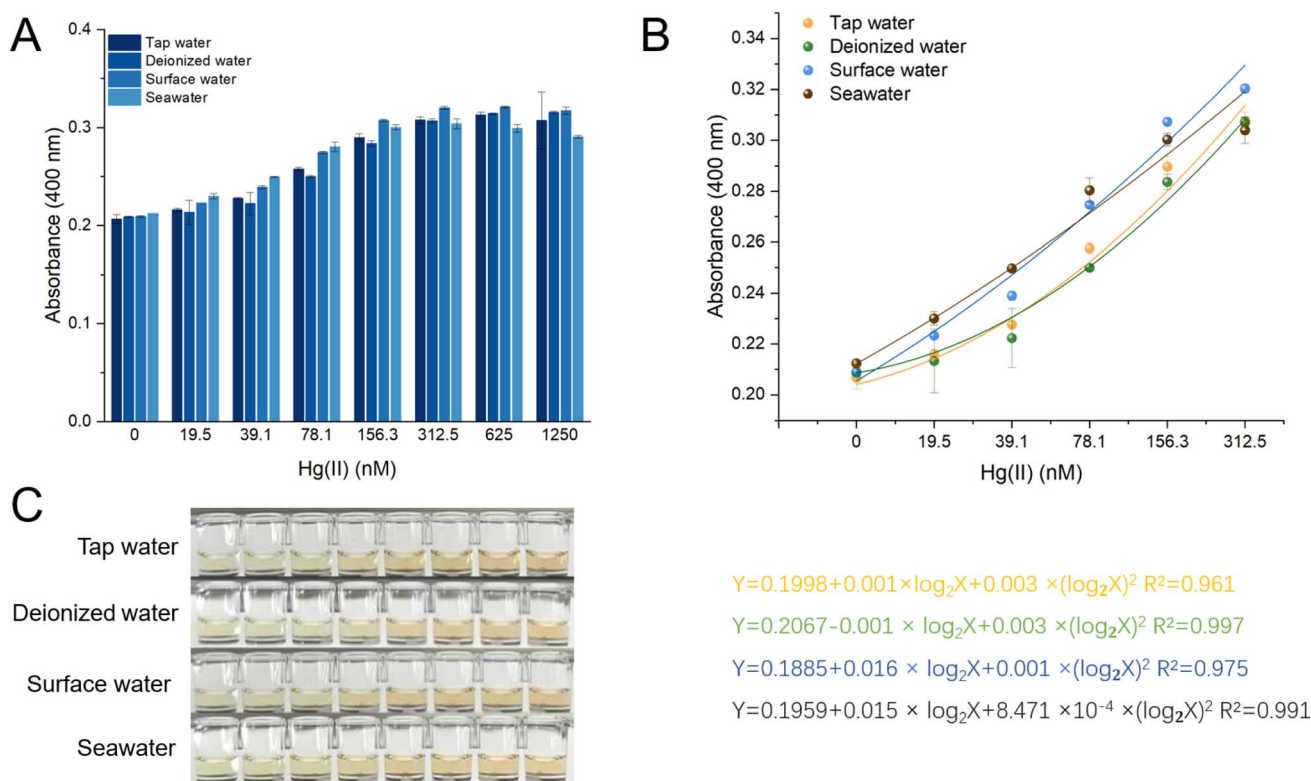 A
Absorbance (400 nm)
0.4
0.3
0.2
0.1
0.0
Tap water
Deionized water
Surface water
Seawater
0 19.5 39.1 78.1 156.3 312.5 625 1250
Hg(II) (nM)
B
Absorbance (400 nm)
0.34
0.32
0.30
0.28
0.26
0.24
0.22
0.20
Tap water
Deionized water
Surface water
Seawater
0 19.5 39.1 78.1 156.3 312.5
Hg(II) (nM)
C
Tap water
Deionized water
Surface water
Seawater
Y=0.1998+0.001×log₂X+0.003 ×(log₂X)² R²=0.961
Y=0.2067-0.001 × log₂X+0.003 ×(log₂X)² R²=0.997
Y=0.1885+0.016 × log₂X+0.001 ×(log₂X)² R²=0.975
Y=0.1959+0.015 × log₂X+8.471 ×10⁻⁴ ×(log₂X)² R²=0.991